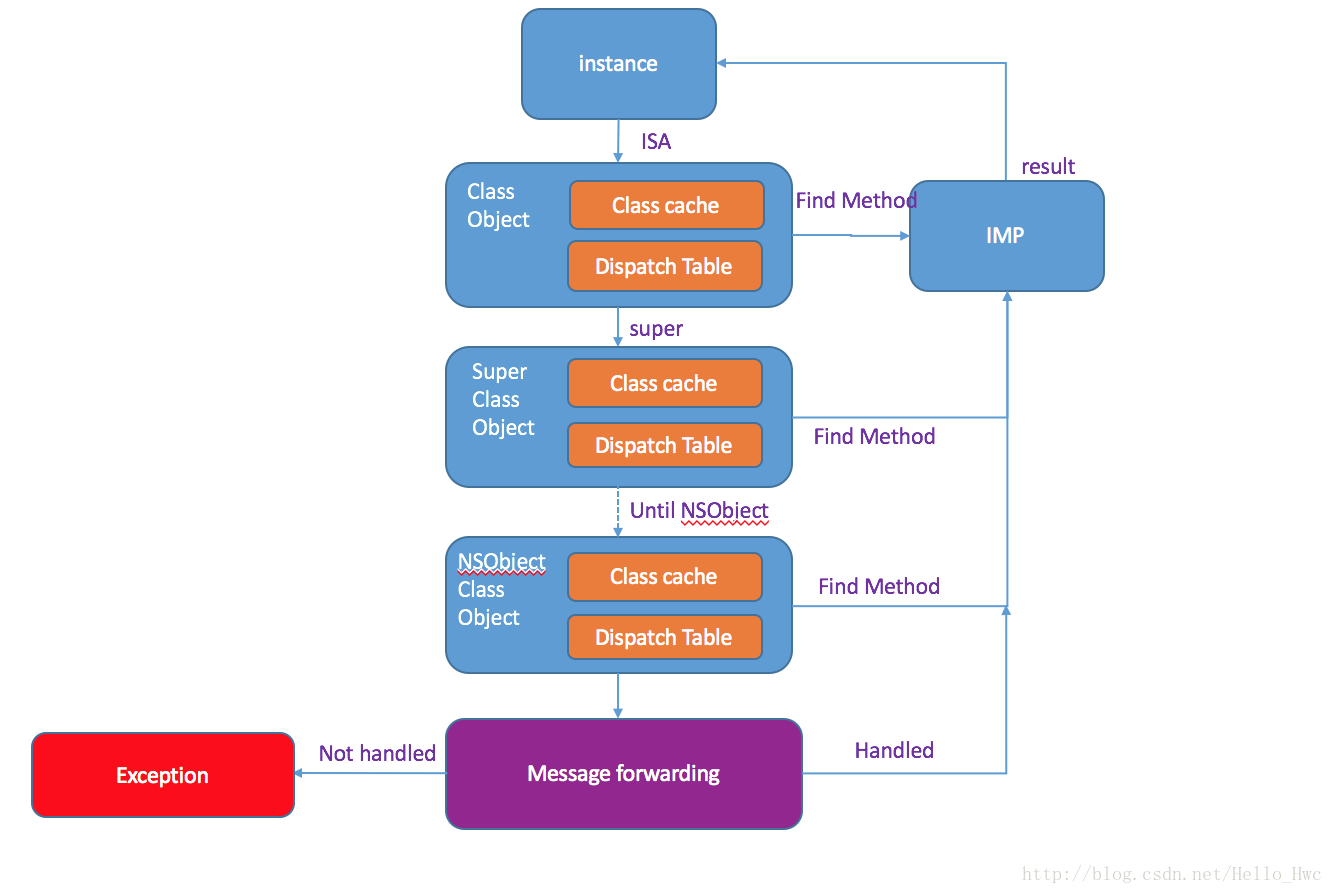 instance
ISA
result
Class
Object
Class cache
Dispatch Table
Find Method
IMP
super
Super
Class
Object
Class cache
Dispatch Table
Find Method
Until NSObject
NSObject
Class
Object
Class cache
Dispatch Table
Find Method
Exception
Not handled
Message forwarding
Handled
http://blog.csdn.net/Hello_Hwc